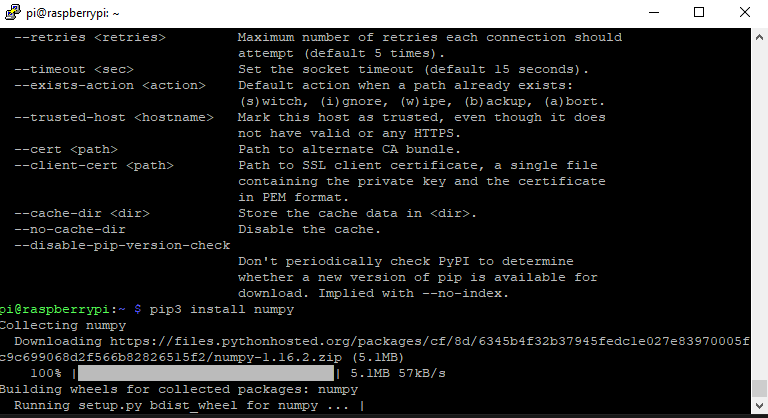 pi@raspberrypi: ~
--retries <retries> Maximum number of retries each connection should
attempt (default 5 times).
--timeout <sec> Set the socket timeout (default 15 seconds).
--exists-action <action> Default action when a path already exists:
(s)witch, (i)gnore, (w)ipe, (b)ackup, (a)bort.
--trusted-host <hostname> Mark this host as trusted, even though it does
not have valid or any HTTPS.
--cert <path> Path to alternate CA bundle.
--client-cert <path> Path to SSL client certificate, a single file
containing the private key and the certificate
in PEM format.
--cache-dir <dir> Store the cache data in <dir>.
--no-cache-dir Disable the cache.
--disable-pip-version-check
Don't periodically check PyPI to determine
whether a new version of pip is available for
download. Implied with --no-index.
pi@raspberrypi:~ $ pip3 install numpy
Collecting numpy
Downloading https://files.pythonhosted.org/packages/cf/8d/6345b4f32b37945fedc1e027e83970005f
c9c699068d2f566b82826515f2/numpy-1.16.2.zip (5.1MB)
100% || 5.1MB 57kB/s
Building wheels for collected packages: numpy
Running setup.py bdist_wheel for numpy ... |